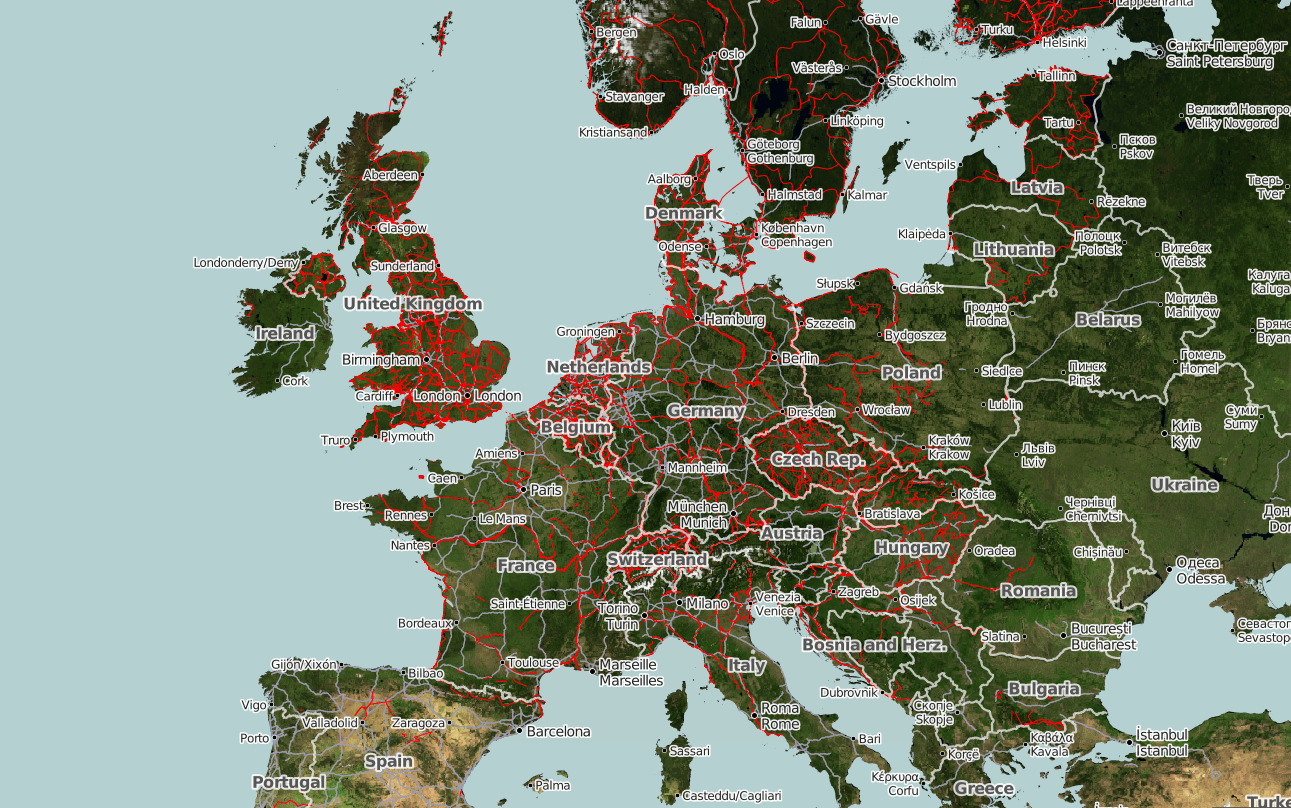 Lappeenranta
Falun
Gävle
Bergen
Turku
Helsinki
Oslo
Санкт-Петербург
Saint Petersburg
Västerås
Stockholm
Tallinn
Halden
Stavanger
Linköping
Tartu
Великий Новгоро
Veliky Novgorod
Kristiansand
Псков
Pskov
Göteborg
Gothenburg
Ventspils
Aberdeen
Aalborg
Halmstad
Kalmar
Latvia
Rēzekne
Тверь
Tver
Denmark
Glasgow
København
Copenhagen
Klaipėda
Полоцк
Polotsk
Odense
Lithuania
Витебск
Vitebsk
Londonderry/Derry
Sunderland
Калуга
Kaluga
Słupsk
Gdańsk
United Kingdom
Гродно
Hrodna
Могилёв
Mahilyow
Ireland
Hamburg
Szczecin
Belarus
Groningen
Bydgoszcz
Брянс
Bryan
Birmingham
Berlin
Гомель
Homel
Netherlands
Poland
Siedlce
Пинск
Pinsk
Cork
Cardiff
London
London
Lublin
Germany
Dresden
Wrocław
Суми
Sumy
Belgium
Київ
Kyiv
Truro
Plymouth
Kraków
Krakow
Amiens
Czech Rep.
Львів
Lviv
Mannheim
Caen
Ukraine
Paris
Košice
Brest
Rennes
Le Mans
München
Munich
Bratislava
Чернівці
Chernivtsi
Дон
Don
Nantes
Austria
Hungary
Oradea
Chișinău
France
Switzerland
Одеса
Odessa
Saint-Étienne
Torino
Turin
Milano
Venezia
Venice
Zagreb
Osijek
Romania
Bordeaux
Slatina
București
Bucharest
Севастоп
Sevastop
Bosnia and Herz.
Gijón/Xixón
Bilbao
Toulouse
Marseille
Marseilles
Italy
Dubrovnik
Bulgaria
Vigo
Valladolid
Zaragoza
Roma
Rome
Скопје
Skopje
Porto
Barcelona
Bari
Καβάλα
Kavala
İstanbul
Istanbul
Sassari
Korçë
Spain
Portugal
Palma
Casteddu/Cagliari
Κέρκυρα
Corfu
Greece
Turke